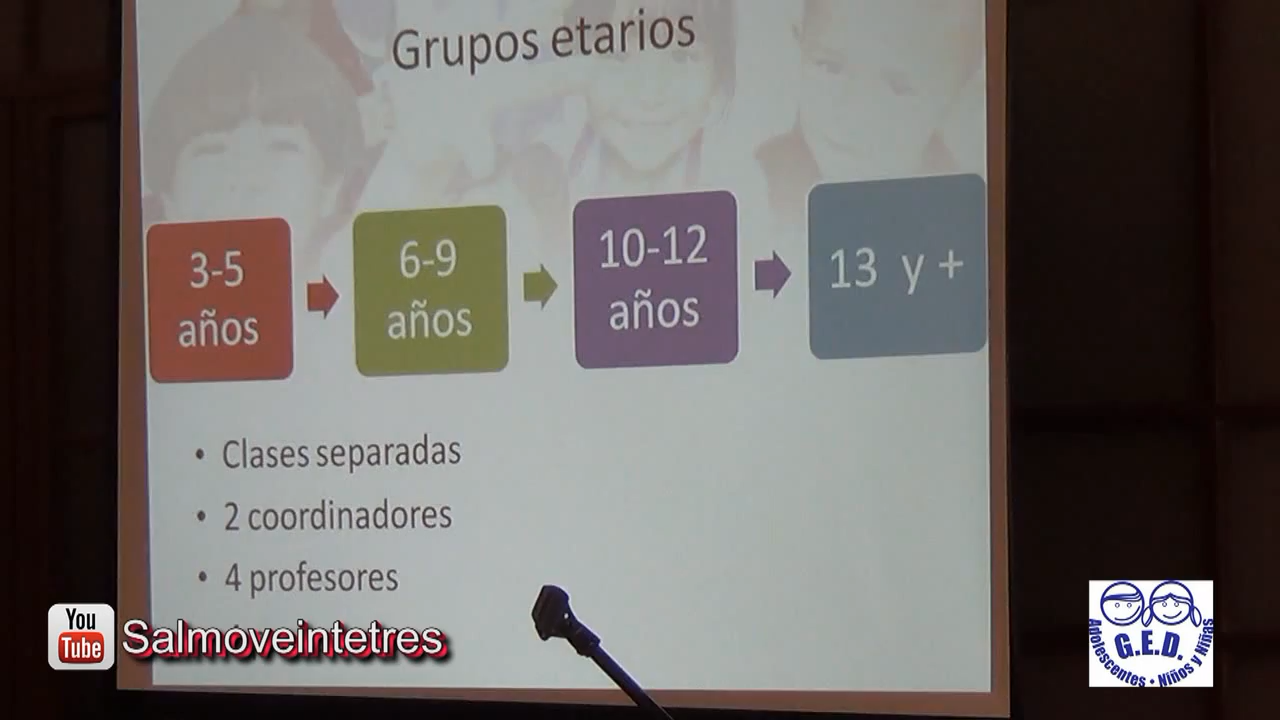 Grupos etarios
3-5
años
6-9
años
10-12
años
13 y +
• Clases separadas
• 2 coordinadores
• 4 profesores
You
Tube
Salmoveintetres
G.E.D.
Adolescentes • Niños y Niñas